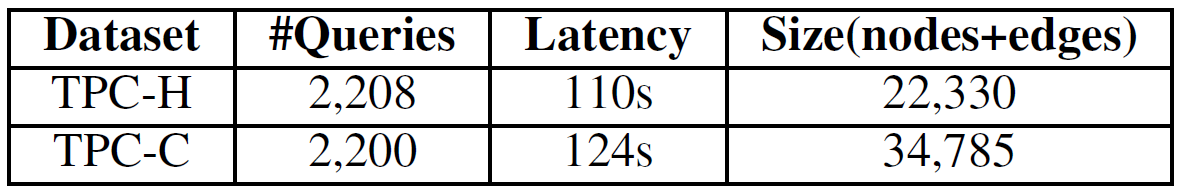 Dataset #Queries Latency Size(nodes+edges)
TPC-H 2,208 110s 22,330
TPC-C 2,200 124s 34,785